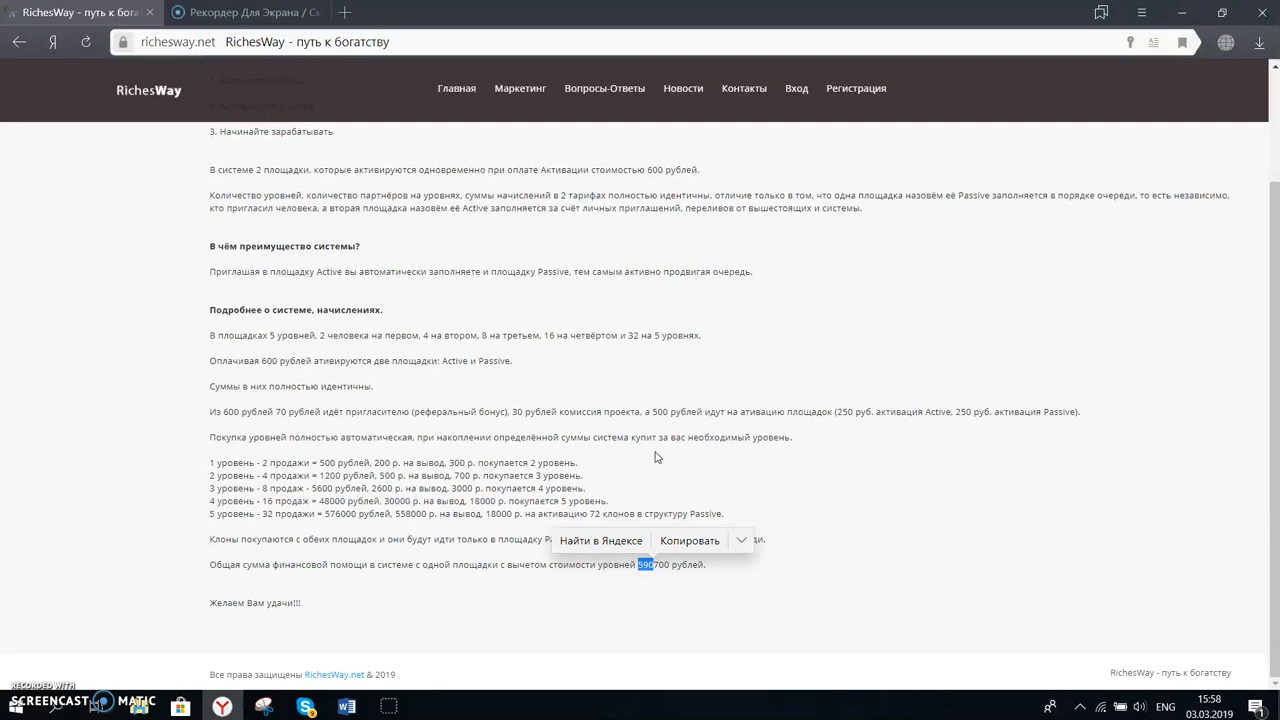 RichesWay - путь к бога
Рекордер Для Экрана / Ск
richesway.net RichesWay - путь к богатству
RichesWay
Главная Маркетинг Вопросы-Ответы Новости Контакты Вход Регистрация
3. Начинайте зарабатывать
В системе 2 площадки, которые активируются одновременно при оплате Активации стоимостью 600 рублей.
Количество уровней, количество партнёров на уровнях, суммы начислений в 2 тарифах полностью идентичны, отличие только в том, что одна площадка назовём её Passive заполняется в порядке очереди, то есть независимо,
кто пригласил человека, а вторая площадка назовём её Active заполняется за счёт личных приглашений, переливов от вышестоящих и системы.
В чём преимущество системы?
Приглашая в площадку Active вы автоматически заполняете и площадку Passive, тем самым активно продвигая очередь.
Подробнее о системе, начислениях.
В площадках 5 уровней, 2 человека на первом, 4 на втором, 8 на третьем, 16 на четвёртом и 32 на 5 уровнях.
Оплачивая 600 рублей ативируются две площадки: Active и Passive.
Суммы в них полностью идентичны.
Из 600 рублей 70 рублей идёт пригласителю (реферальный бонус), 30 рублей комиссия проекта, а 500 рублей идут на ативацию площадок (250 руб. активация Active, 250 руб. активация Passive).
Покупка уровней полностью автоматическая, при накоплении определённой суммы система купит за вас необходимый уровень.
1 уровень - 2 продажи = 500 рублей, 200 р. на вывод, 300 р. покупается 2 уровень.
2 уровень - 4 продажи = 1200 рублей, 500 р. на вывод, 700 р. покупается 3 уровень.
3 уровень - 8 продаж - 5600 рублей, 2600 р. на вывод, 3000 р. покупается 4 уровень.
4 уровень - 16 продаж = 48000 рублей, 30000 р. на вывод, 18000 р. покупается 5 уровень.
5 уровень - 32 продажи = 576000 рублей, 558000 р. на вывод, 18000 р. на активацию 72 клонов в структуру Passive.
Найти в Яндексе Копировать
Клоны покупаются с обеих площадок и они будут идти только в площадку
Общая сумма финансовой помощи в системе с одной площадки с вычетом стоимости уровней 590700 рублей.
Желаем Вам удачи!!!
Все права защищены RichesWay.net & 2019
RichesWay - путь к богатству
RECORDED WITH
SCREENCAST MATIC
ENG
15:58
03.03.2019
1